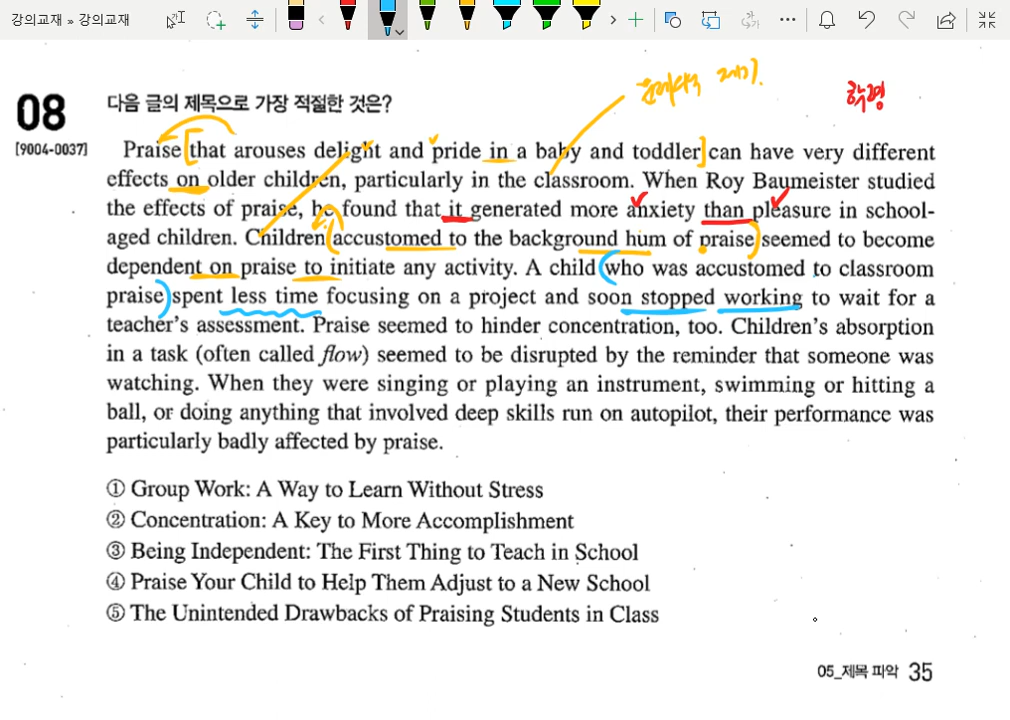 강의교재 » 강의교재
문제제기
학령
08
[9004-0037]
다음 글의 제목으로 가장 적절한 것은?
Praise that arouses delight and pride in a baby and toddler can have very different
effects on older children, particularly in the classroom. When Roy Baumeister studied
the effects of praise, he found that it generated more anxiety than pleasure in school-
aged children. Children accustomed to the background hum of praise seemed to become
dependent on praise to initiate any activity. A child who was accustomed to classroom
praise spent less time focusing on a project and soon stopped working to wait for a
teacher's assessment. Praise seemed to hinder concentration, too. Children's absorption
in a task (often called flow) seemed to be disrupted by the reminder that someone was
watching. When they were singing or playing an instrument, swimming or hitting a
ball, or doing anything that involved deep skills run on autopilot, their performance was
particularly badly affected by praise.
① Group Work: A Way to Learn Without Stress
② Concentration: A Key to More Accomplishment
③ Being Independent: The First Thing to Teach in School
④ Praise Your Child to Help Them Adjust to a New School
⑤ The Unintended Drawbacks of Praising Students in Class
05_제목 파악 35